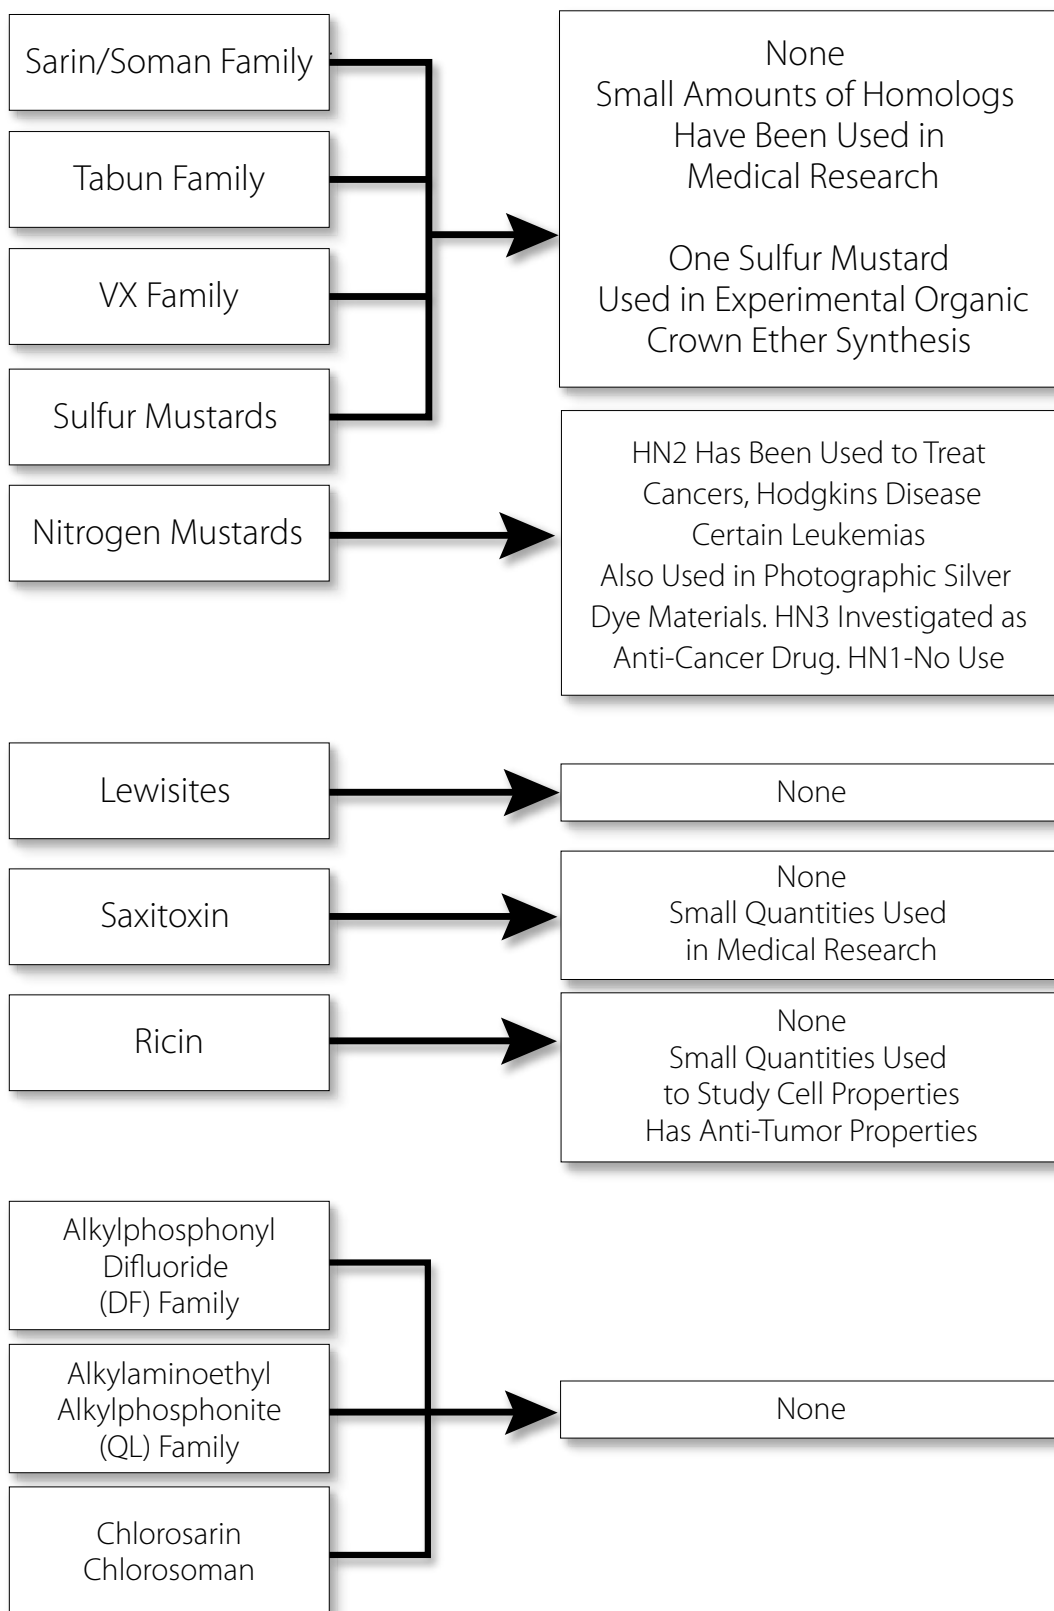 Sarin/Soman Family
Tabun Family
VX Family
Sulfur Mustards
None
Small Amounts of Homologs
Have Been Used in
Medical Research
One Sulfur Mustard
Used in Experimental Organic
Crown Ether Synthesis
Nitrogen Mustards
HN2 Has Been Used to Treat
Cancers, Hodgkins Disease
Certain Leukemias
Also Used in Photographic Silver
Dye Materials. HN3 Investigated as
Anti-Cancer Drug. HN1-No Use
Lewisites
None
Saxitoxin
None
Small Quantities Used
in Medical Research
Ricin
None
Small Quantities Used
to Study Cell Properties
Has Anti-Tumor Properties
Alkylphosphonyl
Difluoride
(DF) Family
Alkylaminoethyl
Alkylphosphonite
(QL) Family
Chlorosarin
Chlorosoman
None